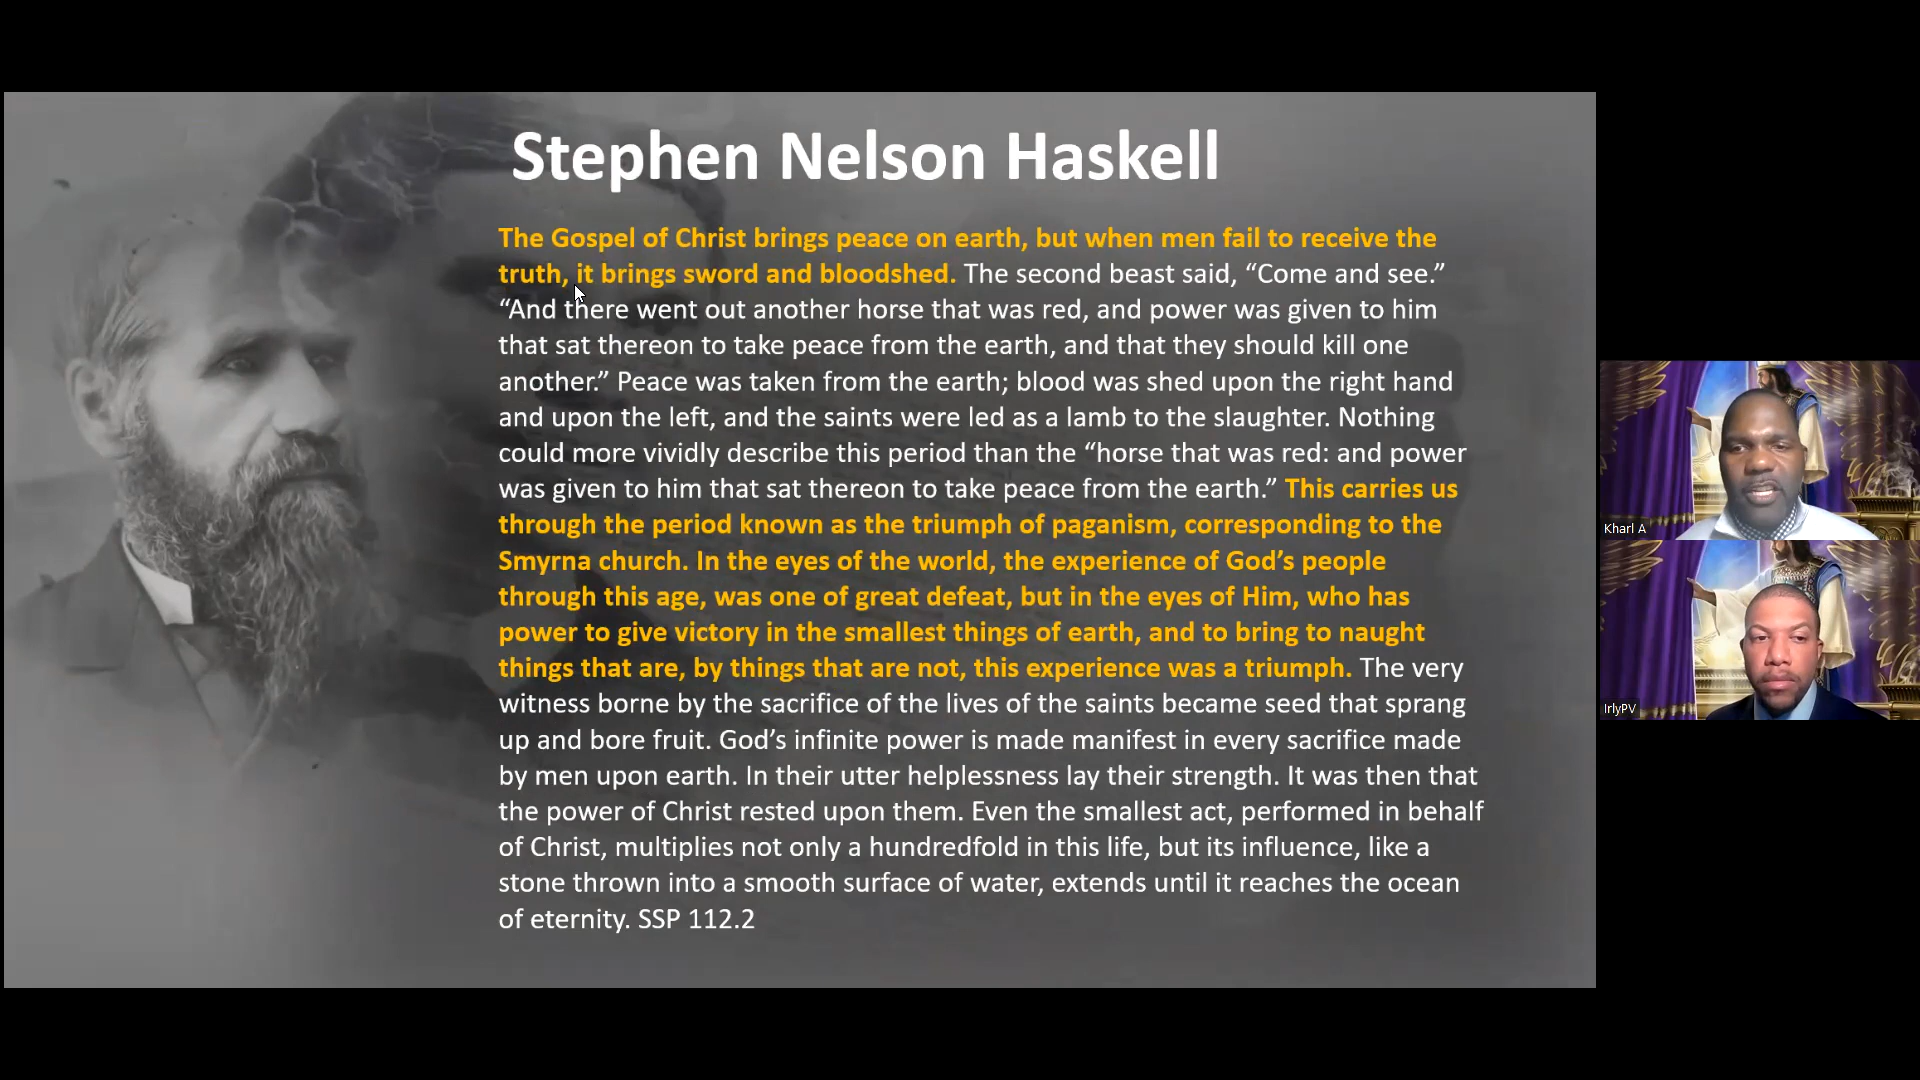 Stephen Nelson Haskell
The Gospel of Christ brings peace on earth, but when men fail to receive the
truth, it brings sword and bloodshed. The second beast said, “Come and see.”
“And there went out another horse that was red, and power was given to him
that sat thereon to take peace from the earth, and that they should kill one
another.” Peace was taken from the earth; blood was shed upon the right hand
and upon the left, and the saints were led as a lamb to the slaughter. Nothing
could more vividly describe this period than the “horse that was red: and power
was given to him that sat thereon to take peace from the earth.” This carries us
through the period known as the triumph of paganism, corresponding to the
Smyrna church. In the eyes of the world, the experience of God’s people
through this age, was one of great defeat, but in the eyes of Him, who has
power to give victory in the smallest things of earth, and to bring to naught
things that are, by things that are not, this experience was a triumph. The very
witness borne by the sacrifice of the lives of the saints became seed that sprang
up and bore fruit. God’s infinite power is made manifest in every sacrifice made
by men upon earth. In their utter helplessness lay their strength. It was then that
the power of Christ rested upon them. Even the smallest act, performed in behalf
of Christ, multiplies not only a hundredfold in this life, but its influence, like a
stone thrown into a smooth surface of water, extends until it reaches the ocean
of eternity. SSP 112.2
Kharl A
IrlyPV